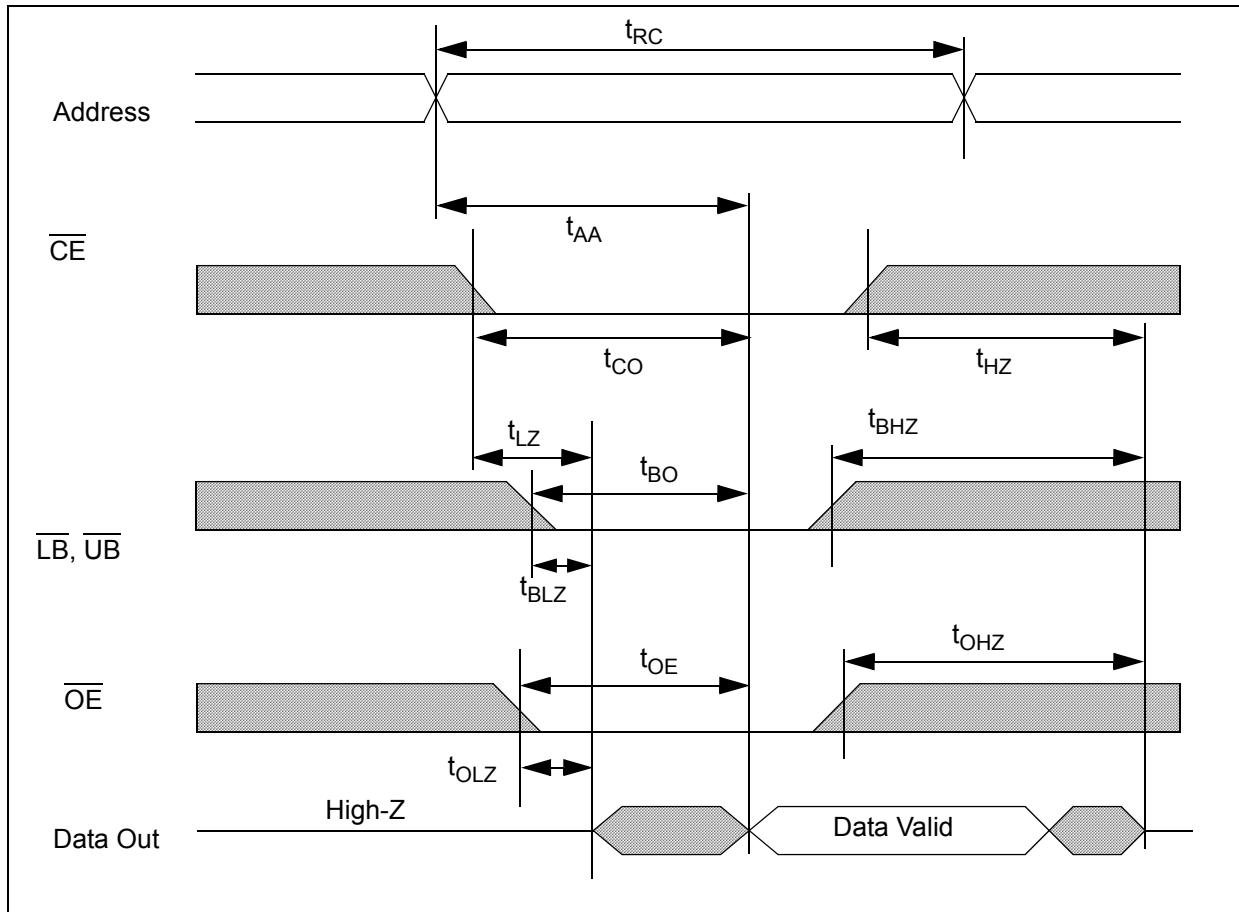 tRC
Address
tAA
CE
tCO
tHZ
tLZ
tBHZ
tBO
LB, UB
tBLZ
tOHZ
tOE
OE
tOLZ
High-Z
Data Valid
Data Out